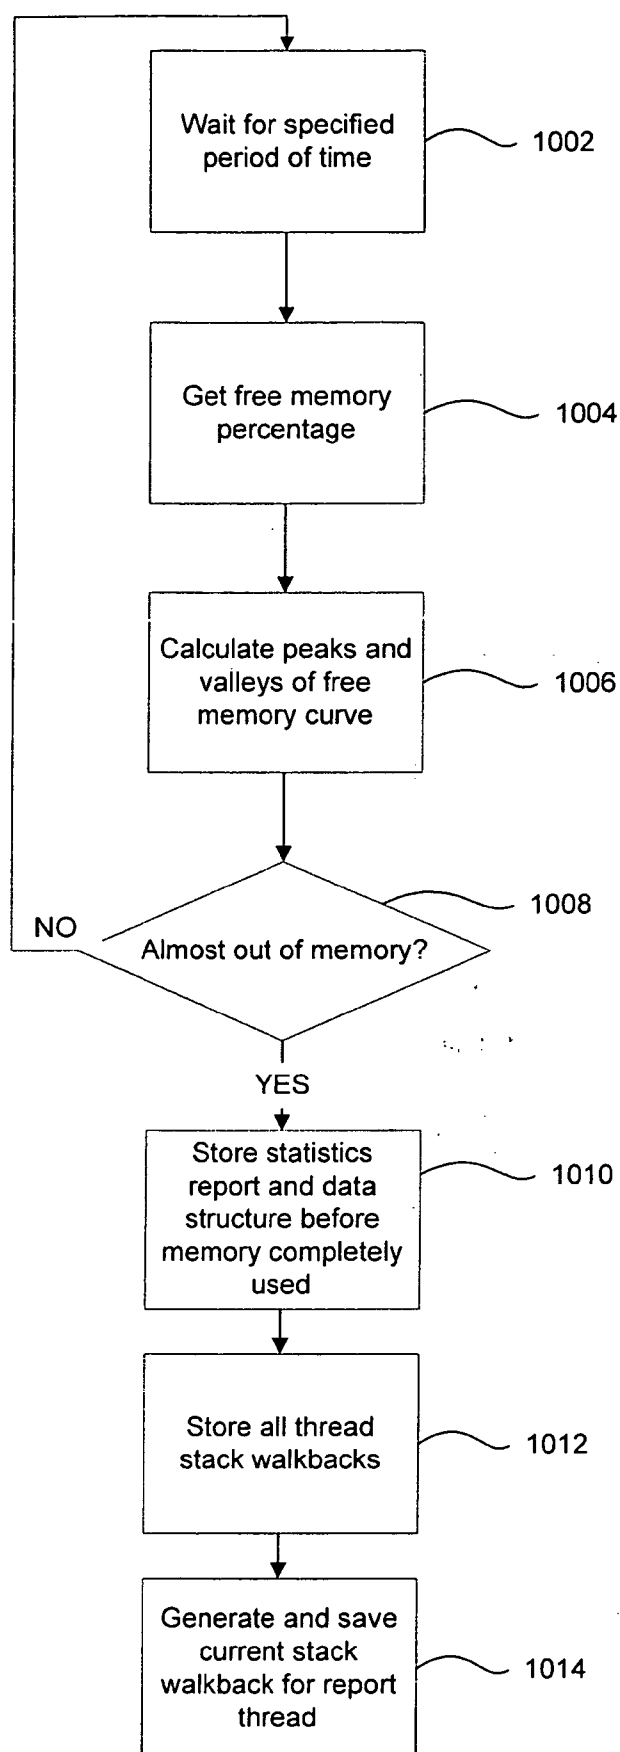 Wait for specified
period of time
1002
Get free memory
percentage
1004
Calculate peaks and
valleys of free
memory curve
1006
1008
NO
Almost out of memory?
YES
Store statistics
report and data
structure before
memory completely
used
1010
Store all thread
stack walkbacks
1012
Generate and save
current stack
walkback for report
thread
1014